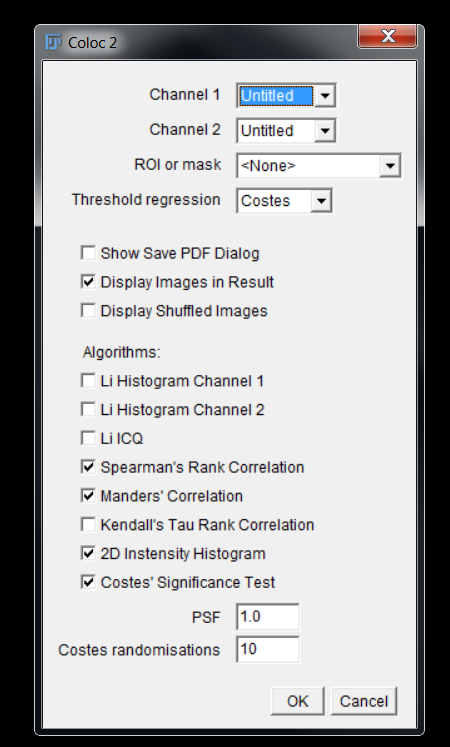 Coloc 2
Channel 1 Untitled
Channel 2 Untitled
ROI or mask <None>
Threshold regression Costes
Show Save PDF Dialog
Display Images in Result
Display Shuffled Images
Algorithms:
Li Histogram Channel 1
Li Histogram Channel 2
Li ICQ
Spearman's Rank Correlation
Manders' Correlation
Kendall's Tau Rank Correlation
2D Instensity Histogram
Costes' Significance Test
PSF 1.0
Costes randomisations 10
OK Cancel